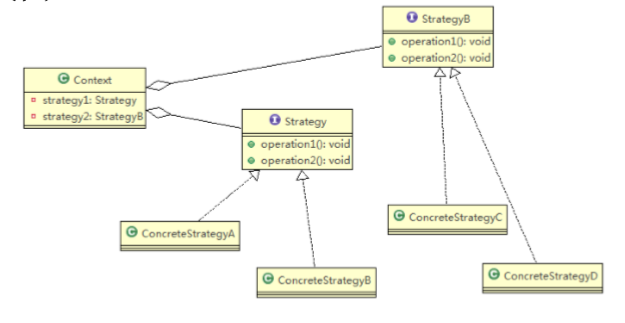 StrategyB
operation1(): void
operation2(): void
Context
strategy1: Strategy
strategy2: StrategyB
Strategy
operation1(): void
operation2(): void
ConcreteStrategyA
ConcreteStrategyB
ConcreteStrategyC
ConcreteStrategyD